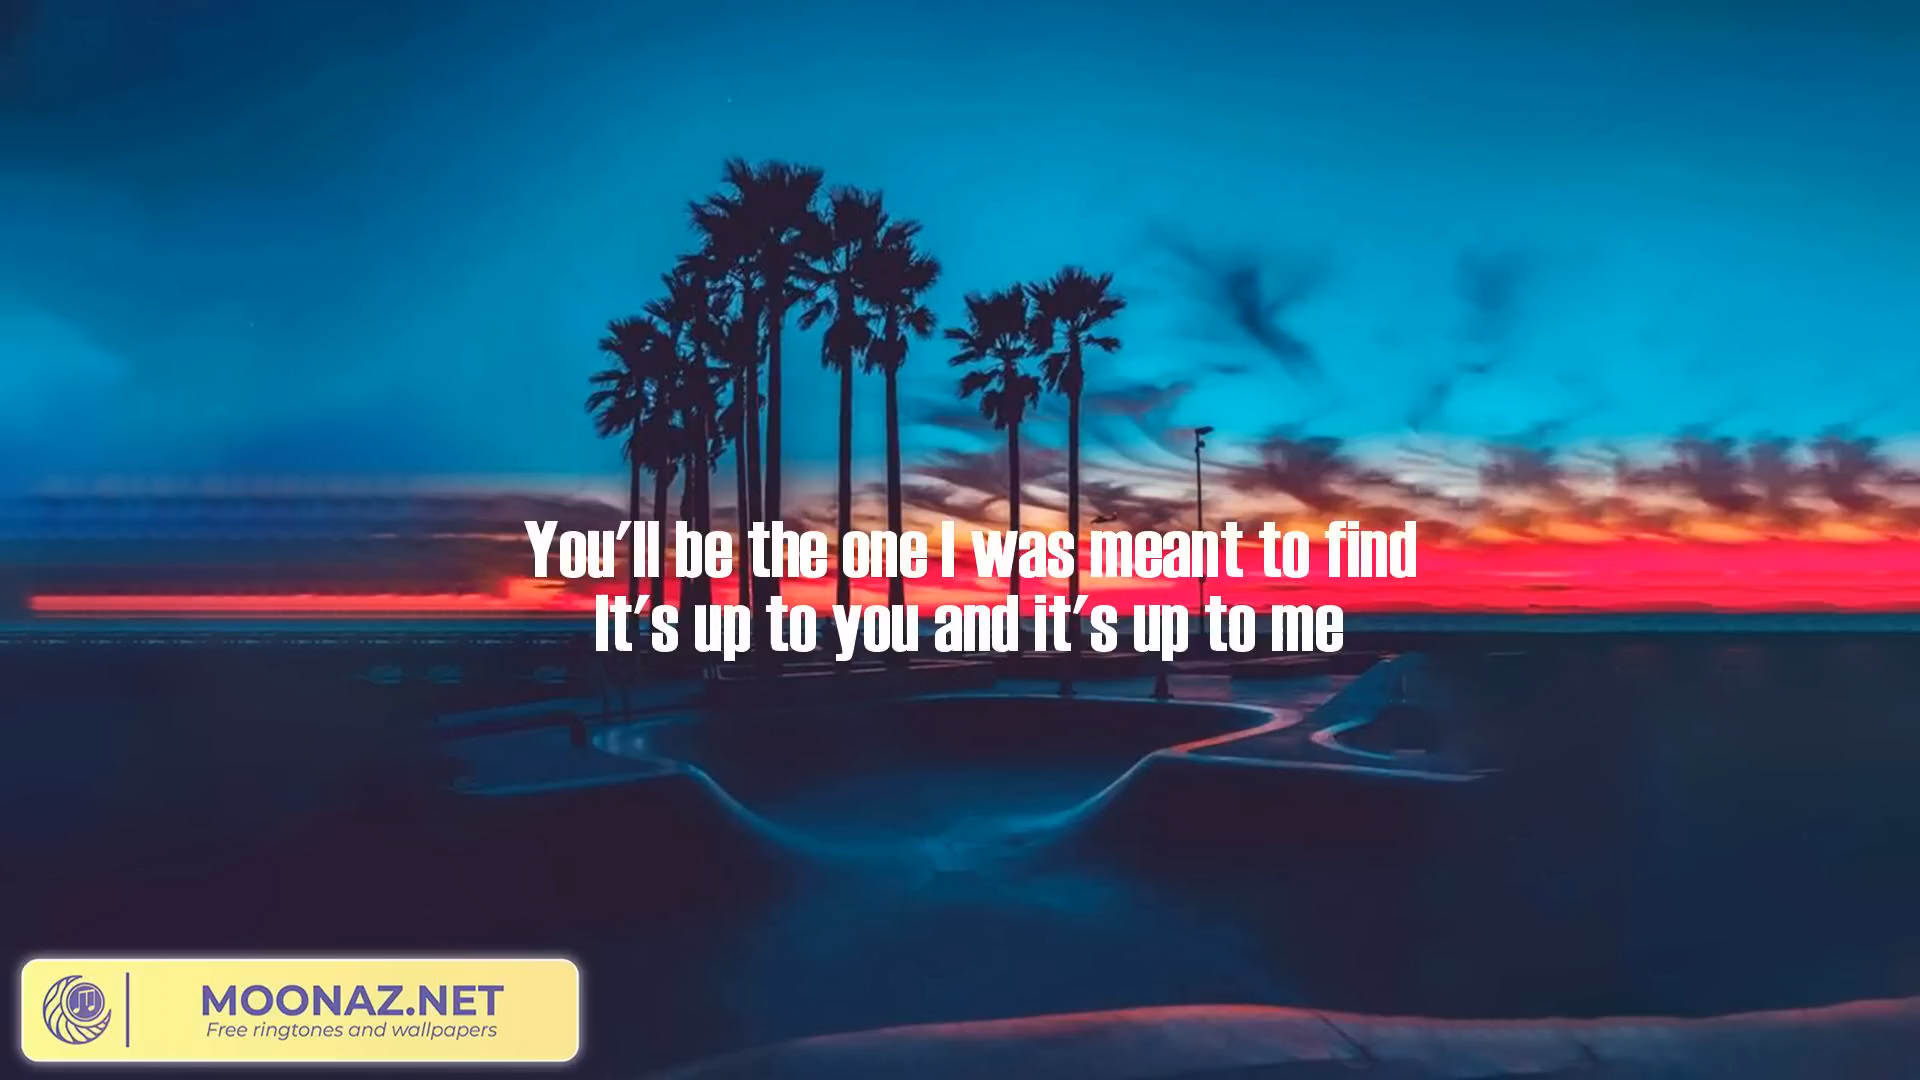 You'll be the one I was meant to find
It's up to you and it's up to me
MOONAZ.NET
Free ringtones and wallpapers